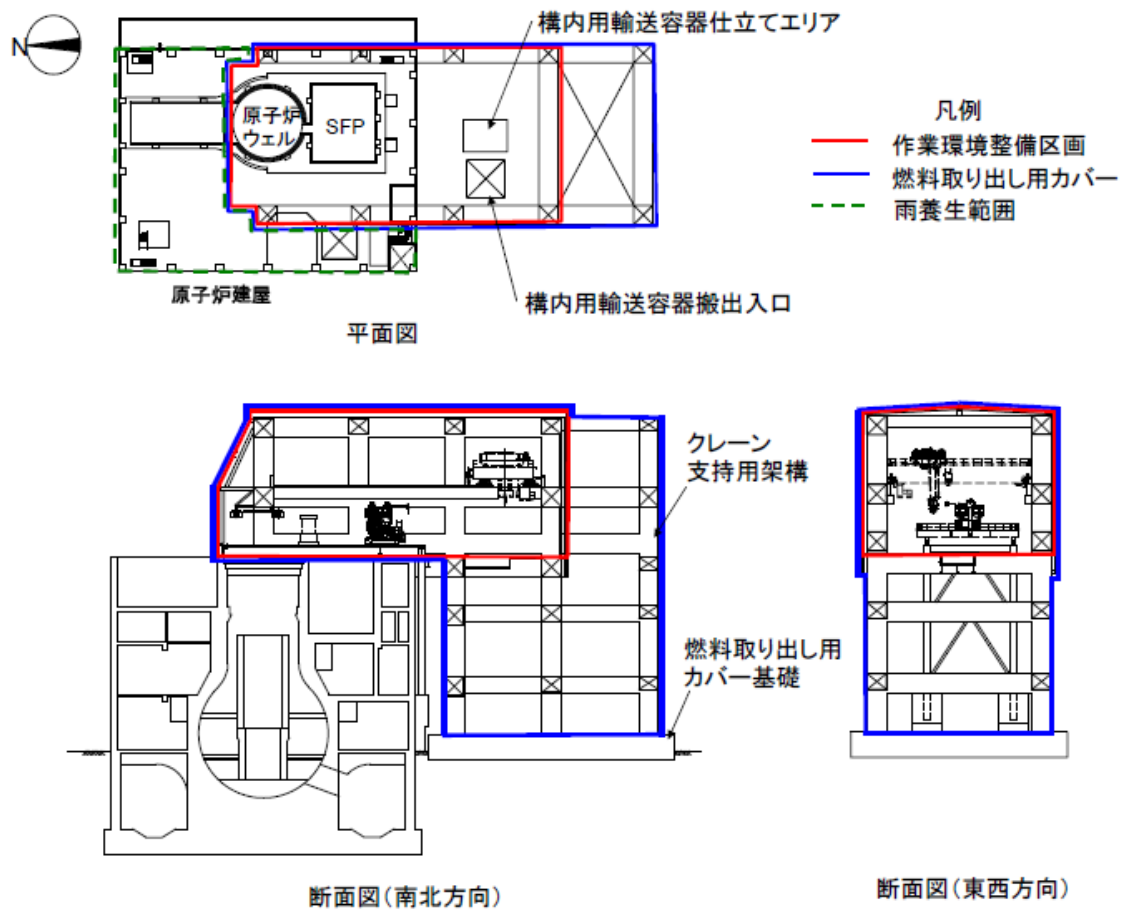 N
構内用輸送容器仕立てエリア
原子炉
ウェル
SFP
凡例
作業環境整備区画
燃料取り出し用カバー
雨養生範囲
原子炉建屋
構内用輸送容器搬出入口
平面図
クレーン
支持用架構
燃料取り出し用
カバー基礎
断面図(南北方向)
断面図(東西方向)